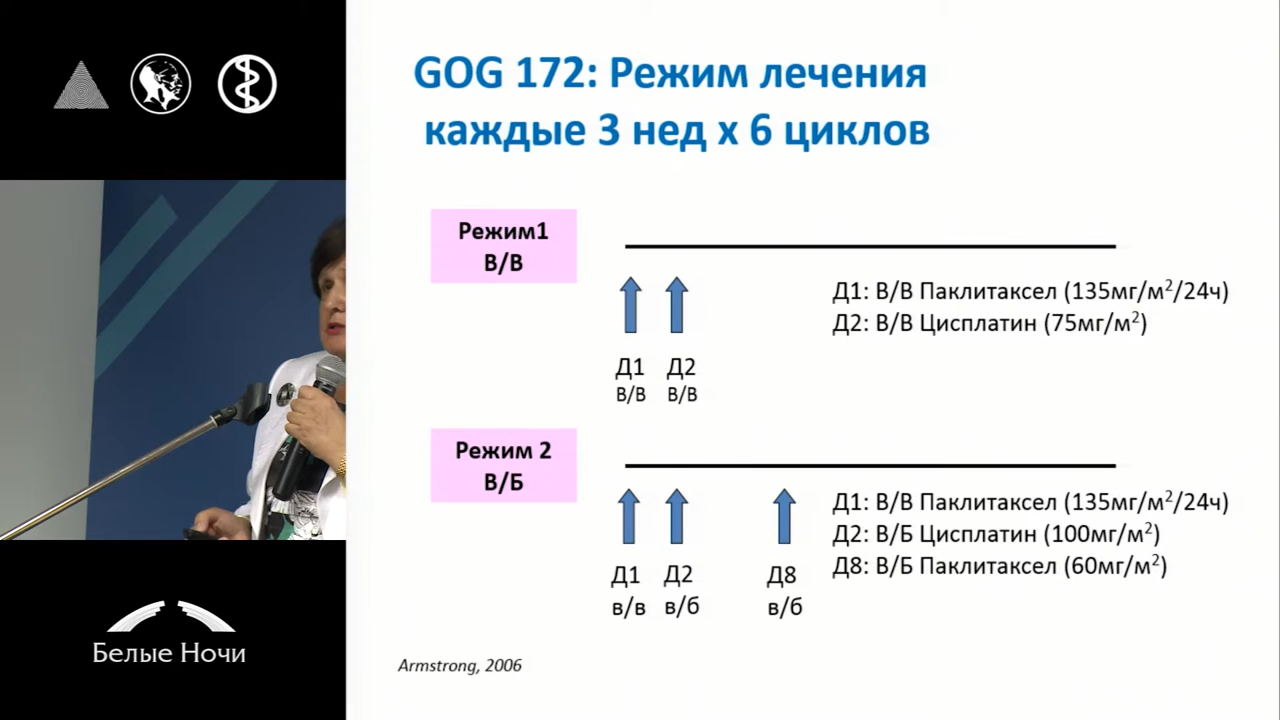 GOG 172: Режим лечения
каждые 3 нед х 6 циклов
Режим1
В/В
Д1 Д2
В/В В/В
Д1: В/В Паклитаксел (135мг/м²/24ч)
Д2: В/В Цисплатин (75мг/м²)
Режим 2
В/Б
Д1 Д2 Д8
в/в в/б в/б
Д1: В/В Паклитаксел (135мг/м²/24ч)
Д2: В/Б Цисплатин (100мг/м²)
Д8: В/Б Паклитаксел (60мг/м²)
Armstrong, 2006
Белые Ночи